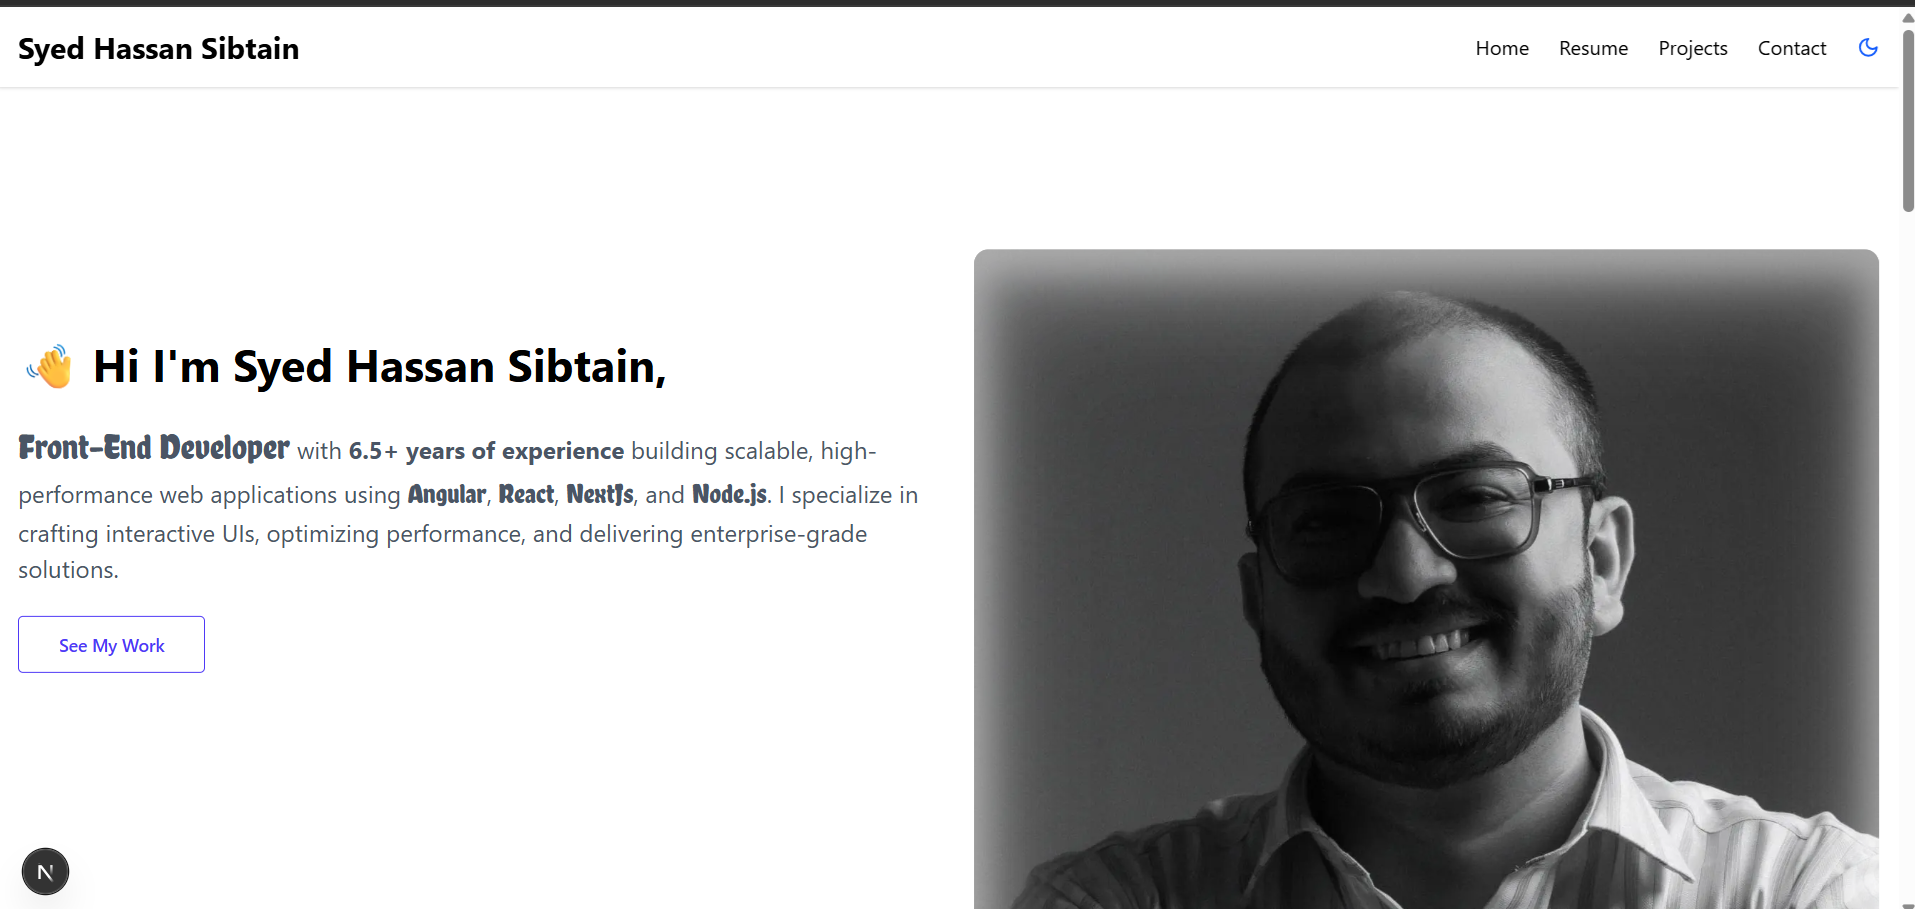 Syed Hassan Sibtain
Home Resume Projects Contact
👋 Hi I'm Syed Hassan Sibtain,
Front-End Developer with 6.5+ years of experience building scalable, high-
performance web applications using Angular, React, NextJs, and Node.js. I specialize in
crafting interactive UIs, optimizing performance, and delivering enterprise-grade
solutions.
See My Work
N